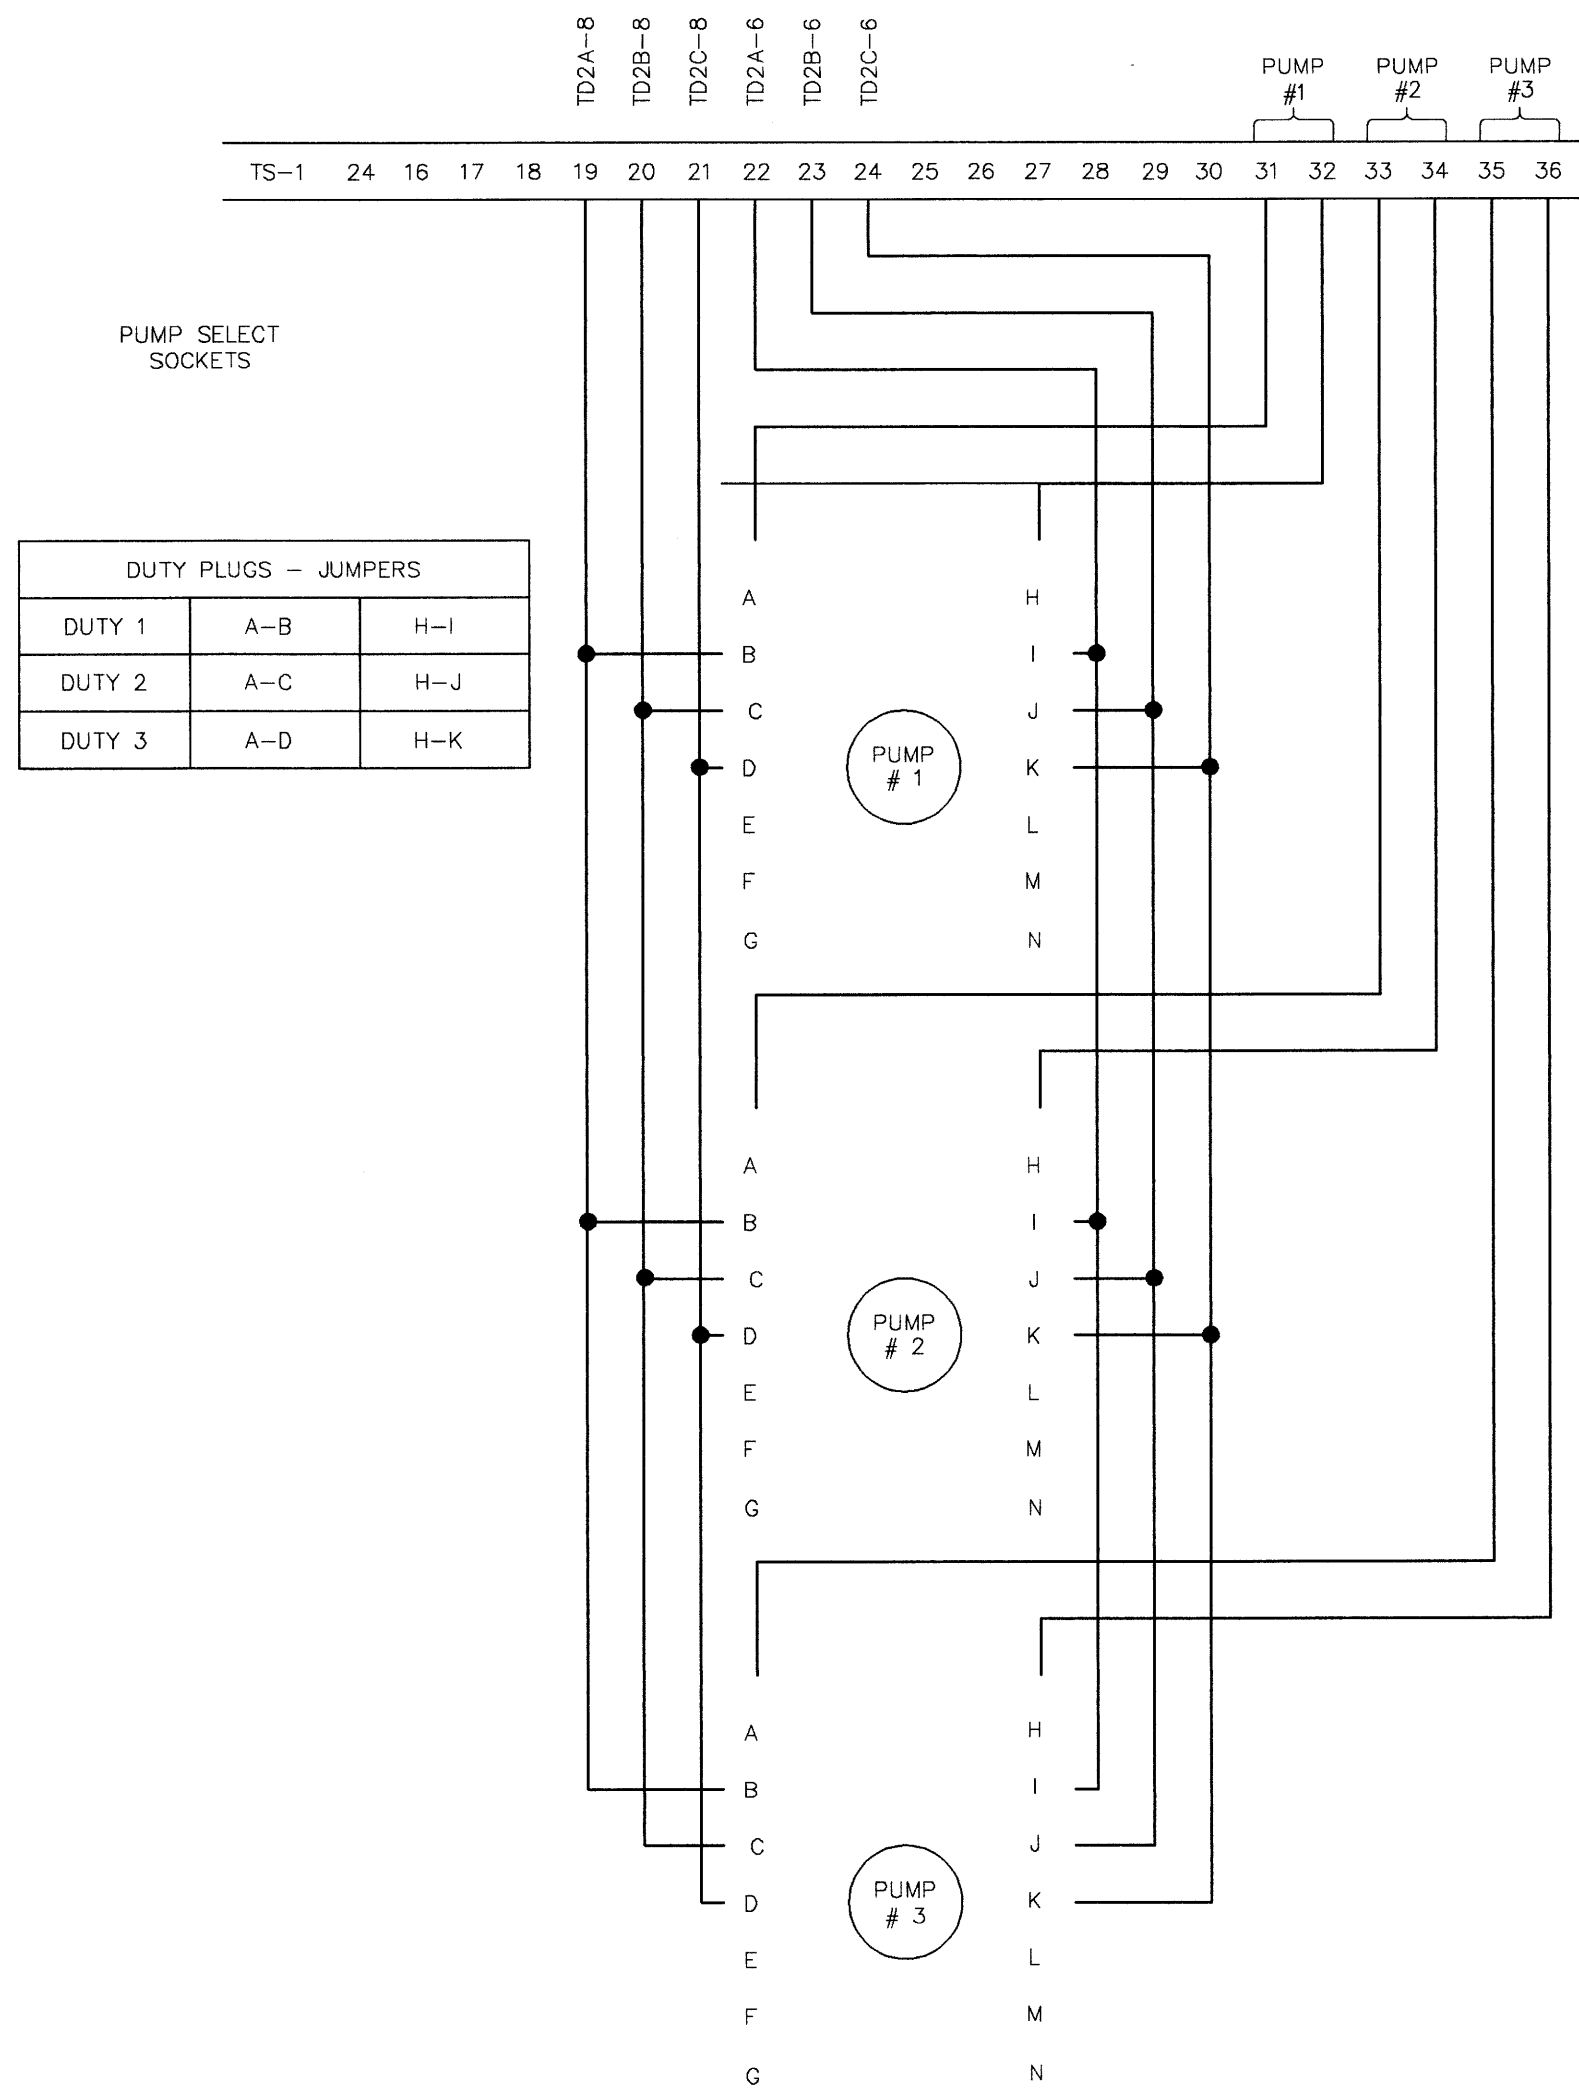 TD2A-8
TD2B-8
TD2C-8
TD2A-6
TD2B-6
TD2C-6
PUMP #1
PUMP #2
PUMP #3
TS-1 24 16 17 18 19 20 21 22 23 24 25 26 27 28 29 30 31 32 33 34 35 36
PUMP SELECT
SOCKETS
DUTY PLUGS - JUMPERS
DUTY 1 A-B H-I
DUTY 2 A-C H-J
DUTY 3 A-D H-K
A H
B I
C J
D K
PUMP
# 1
E L
F M
G N
A H
B I
C J
D K
PUMP
# 2
E L
F M
G N
A H
B I
C J
D K
PUMP
# 3
E L
F M
G N